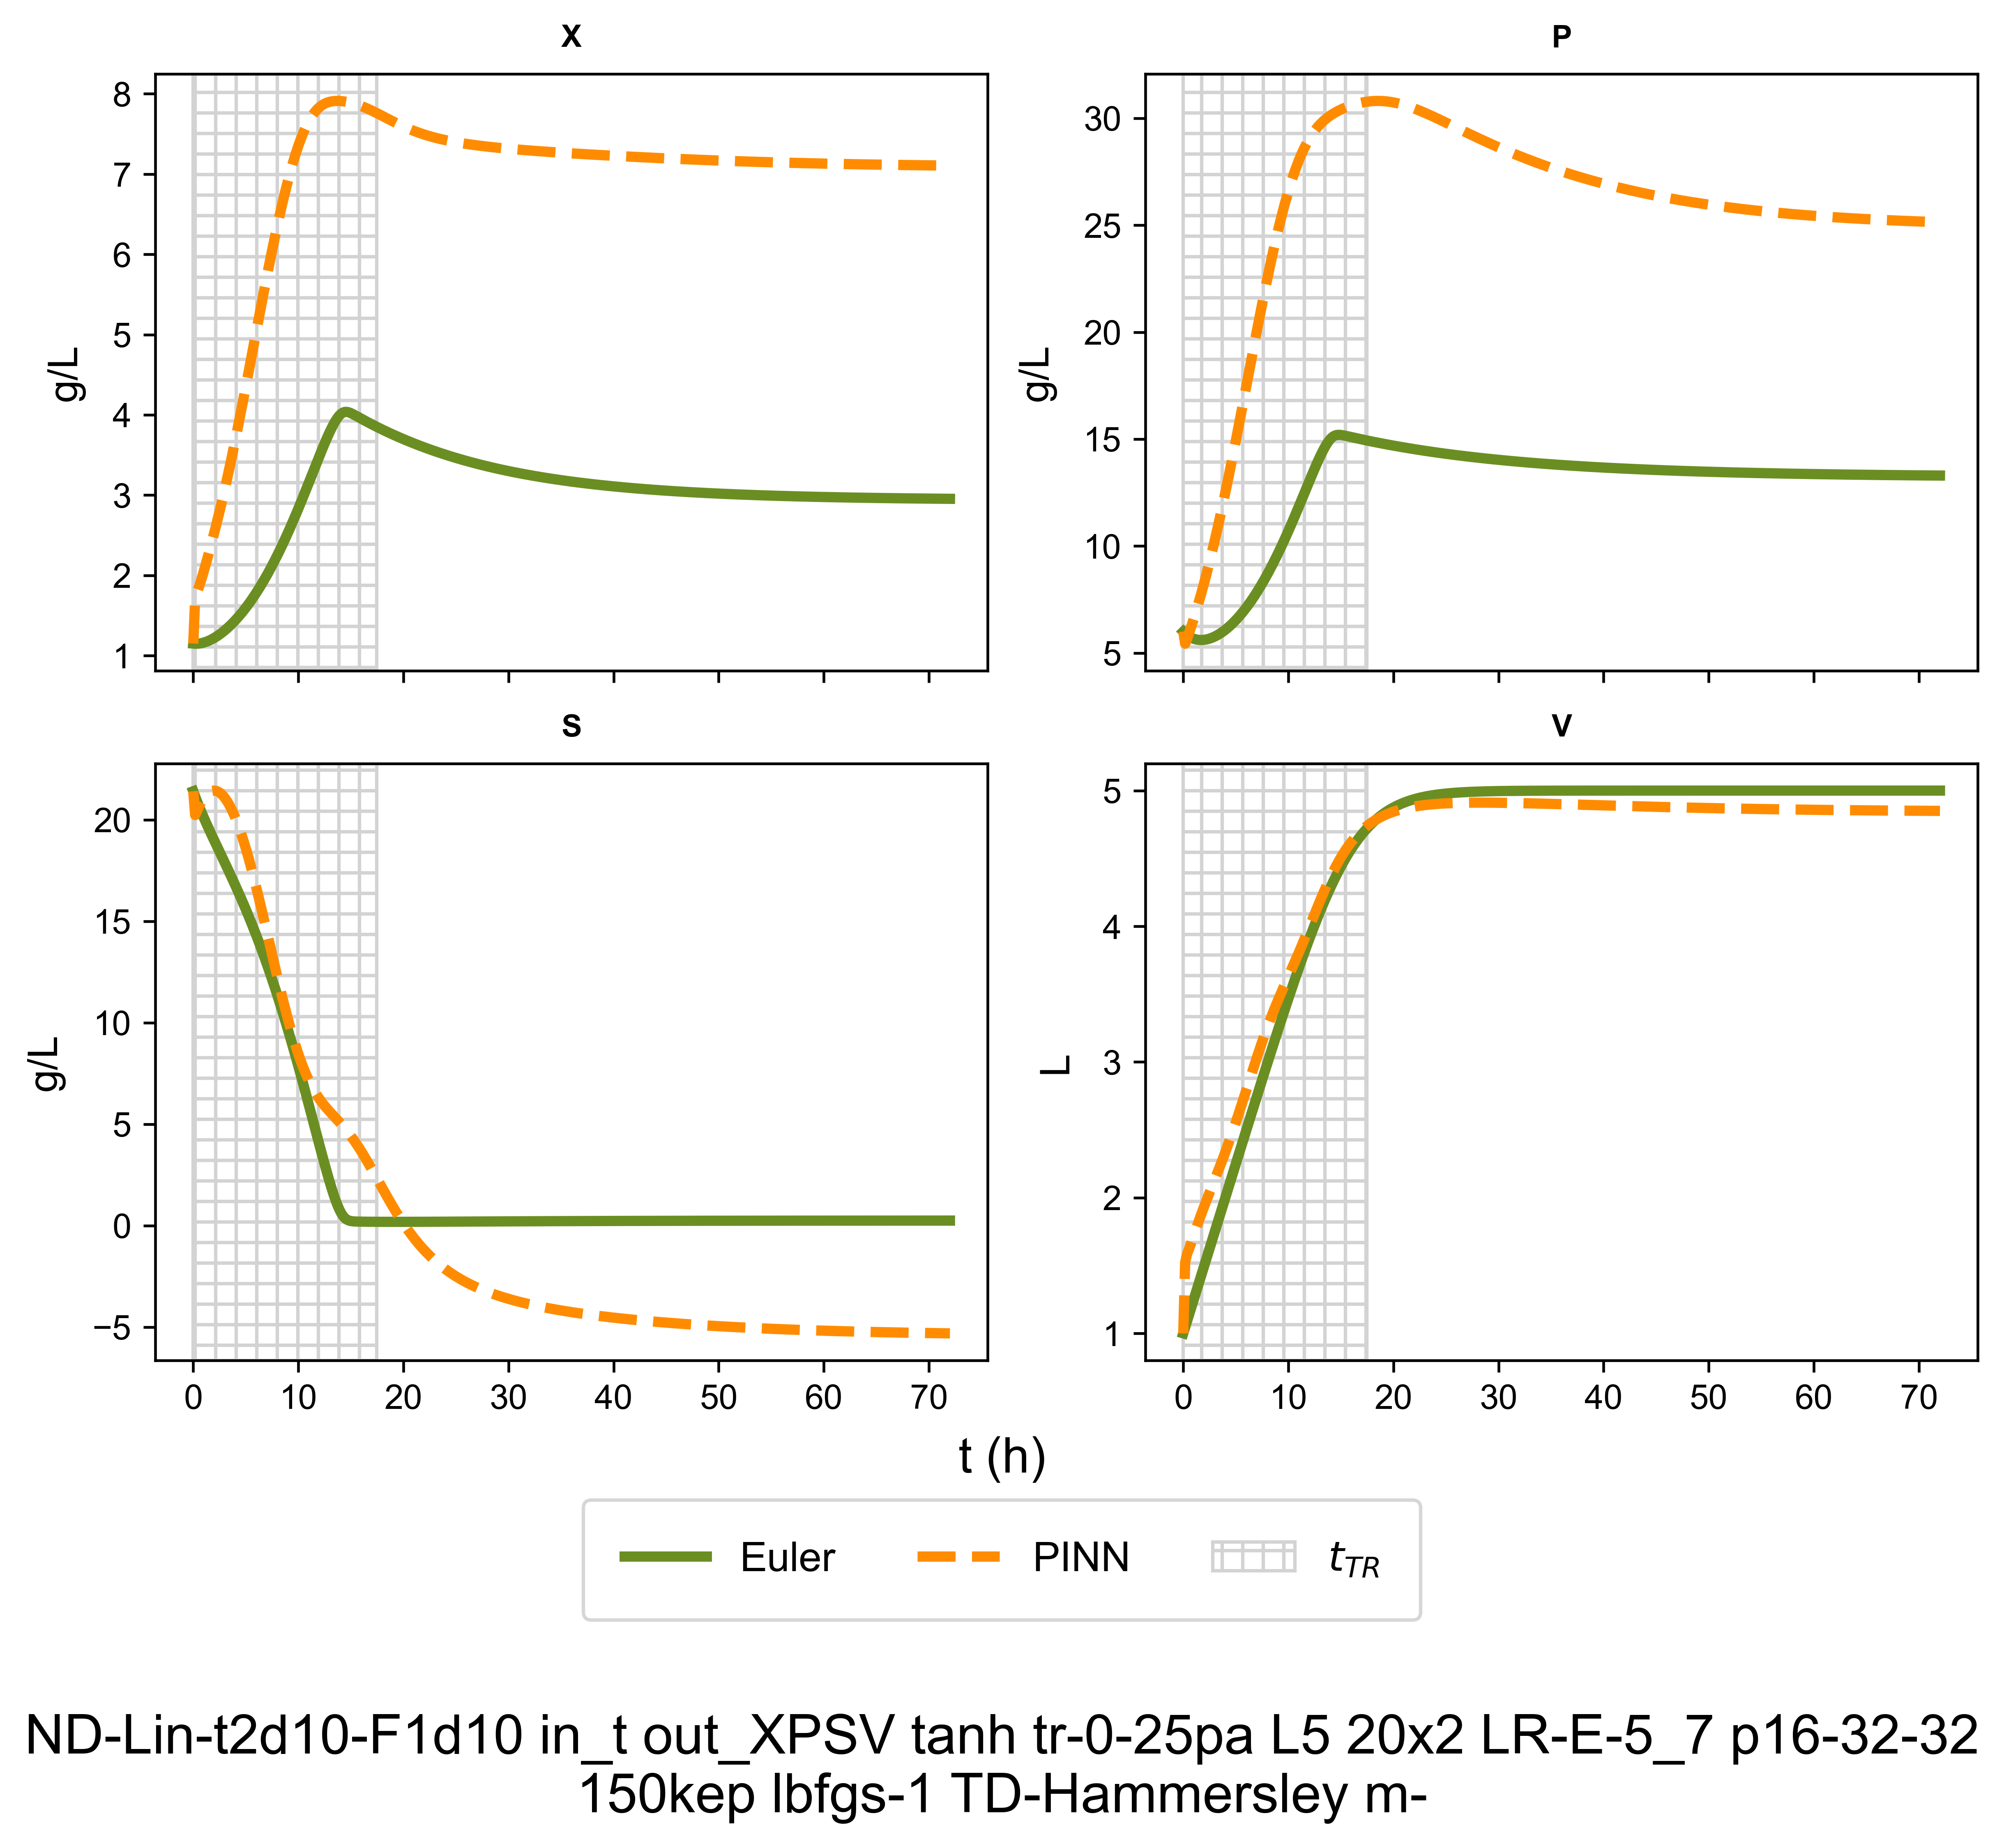 X
P
8
7
6
5
4
3
2
1
g/L
30
25
20
15
10
5
g/L
S
V
20
15
10
5
0
−5
g/L
5
4
3
2
1
L
0 10 20 30 40 50 60 70
0 10 20 30 40 50 60 70
t (h)
Euler PINN t_TR
ND-Lin-t2d10-F1d10 in_t out_XPSV tanh tr-0-25pa L5 20x2 LR-E-5_7 p16-32-32
150kep lbfgs-1 TD-Hammersley m-